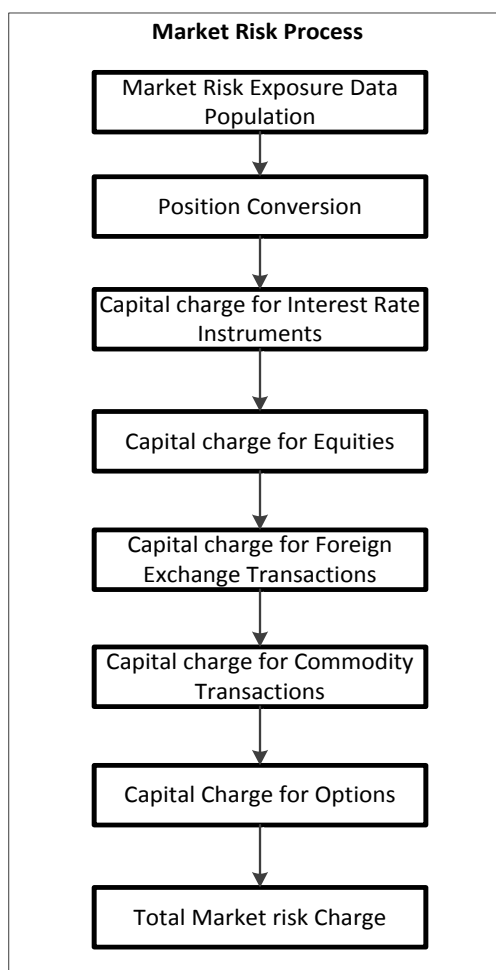 Market Risk Process
Market Risk Exposure Data
Population
Position Conversion
Capital charge for Interest Rate
Instruments
Capital charge for Equities
Capital charge for Foreign
Exchange Transactions
Capital charge for Commodity
Transactions
Capital Charge for Options
Total Market risk Charge